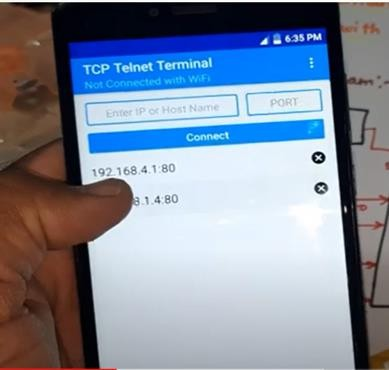 6:35 PM
TCP Telnet Terminal
Not Connected with WiFi
Enter IP or Host Name
PORT
Connect
192.168.4.1:80
8.1.4:80
with